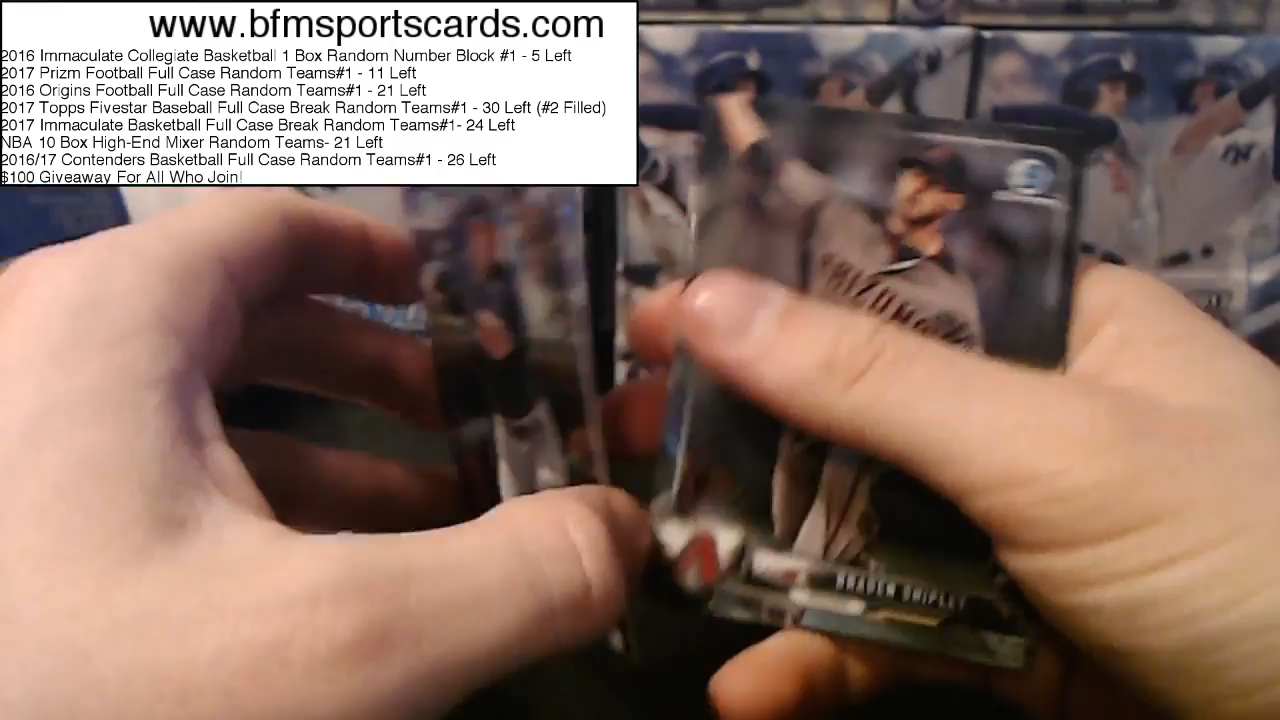 www.bfmsportscards.com
2016 Immaculate Collegiate Basketball 1 Box Random Number Block #1 - 5 Left
2017 Prizm Football Full Case Random Teams#1 - 11 Left
2016 Origins Football Full Case Random Teams#1 - 21 Left
2017 Topps Fivestar Baseball Full Case Break Random Teams#1 - 30 Left (#2 Filled)
2017 Immaculate Basketball Full Case Break Random Teams#1- 24 Left
NBA 10 Box High-End Mixer Random Teams- 21 Left
2016/17 Contenders Basketball Full Case Random Teams#1 - 26 Left
$100 Giveaway For All Who Join!
ARIZONA
BRADEN SHIPLEY